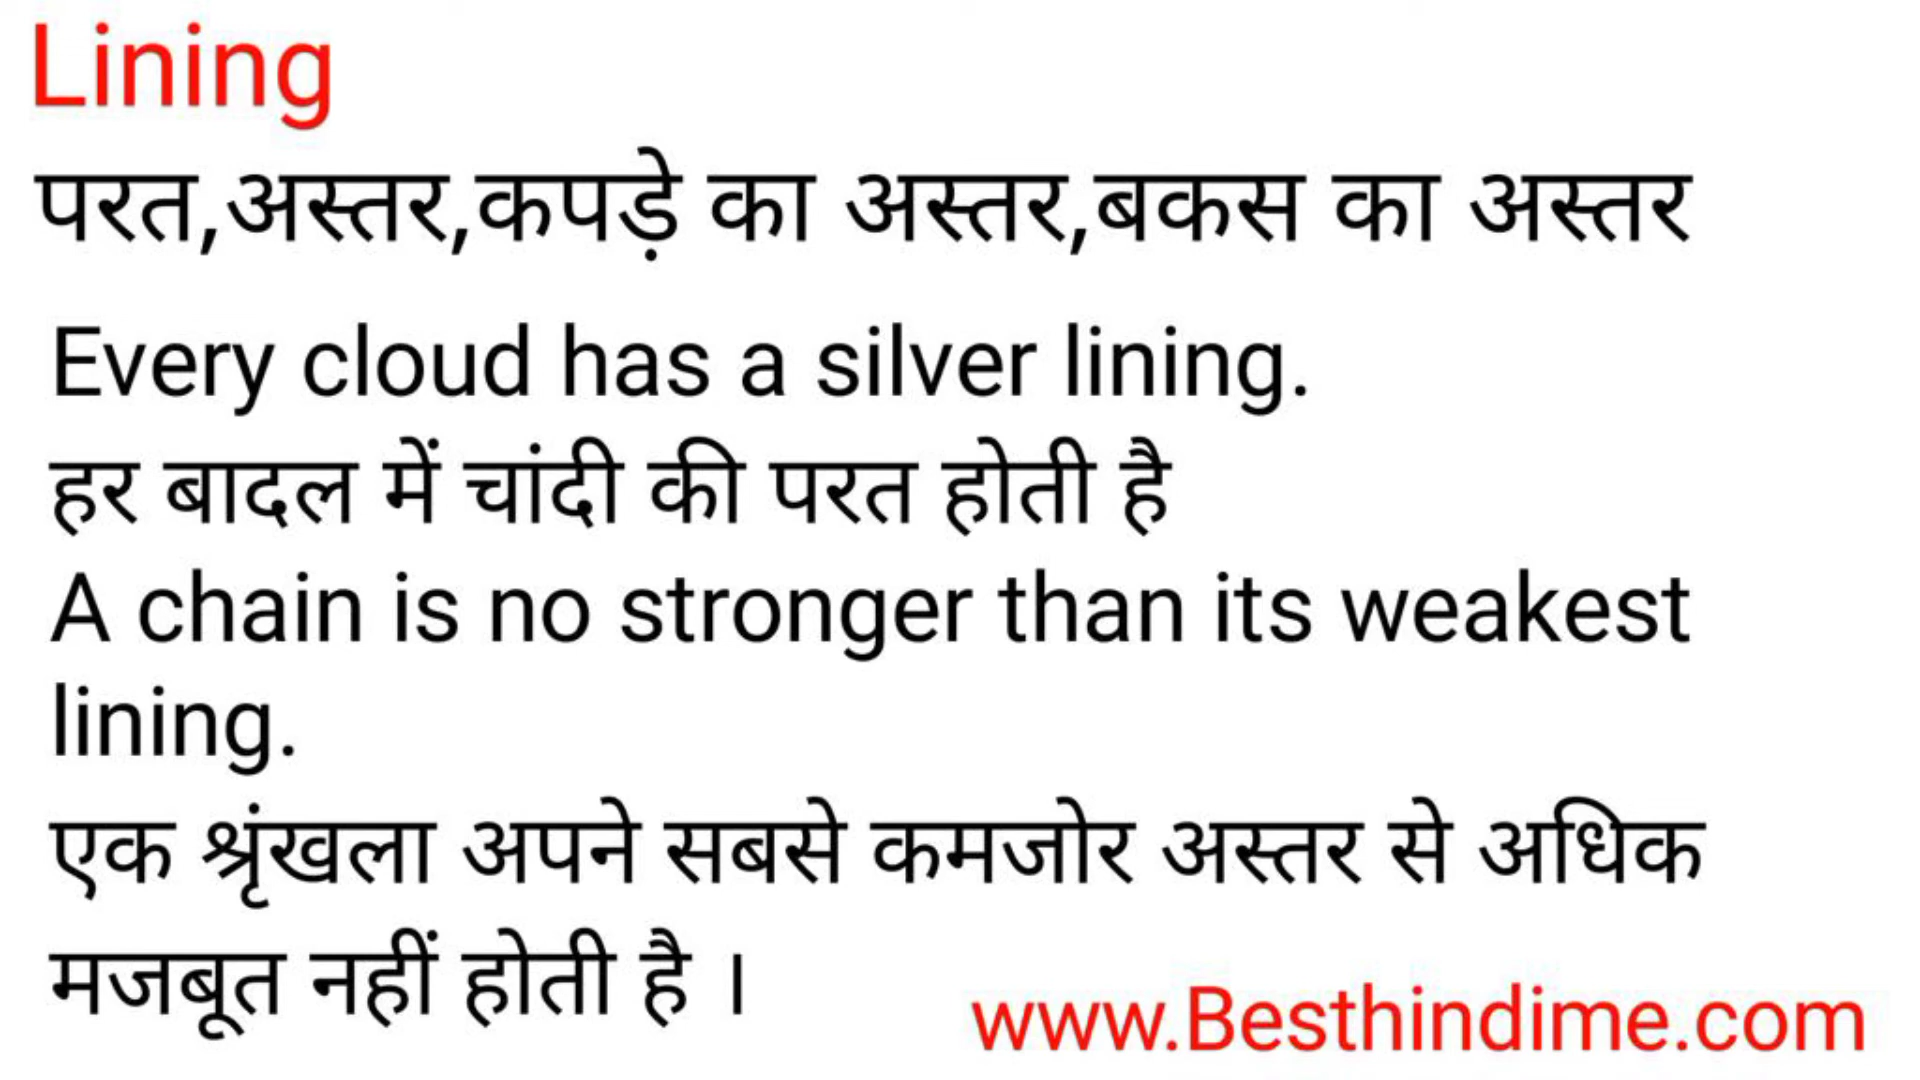 Lining
परत,अस्तर,कपड़े का अस्तर,बकस का अस्तर
Every cloud has a silver lining.
हर बादल में चांदी की परत होती है
A chain is no stronger than its weakest
lining.
एक श्रृंखला अपने सबसे कमजोर अस्तर से अधिक
मजबूत नहीं होती है ।
www.Besthindime.com